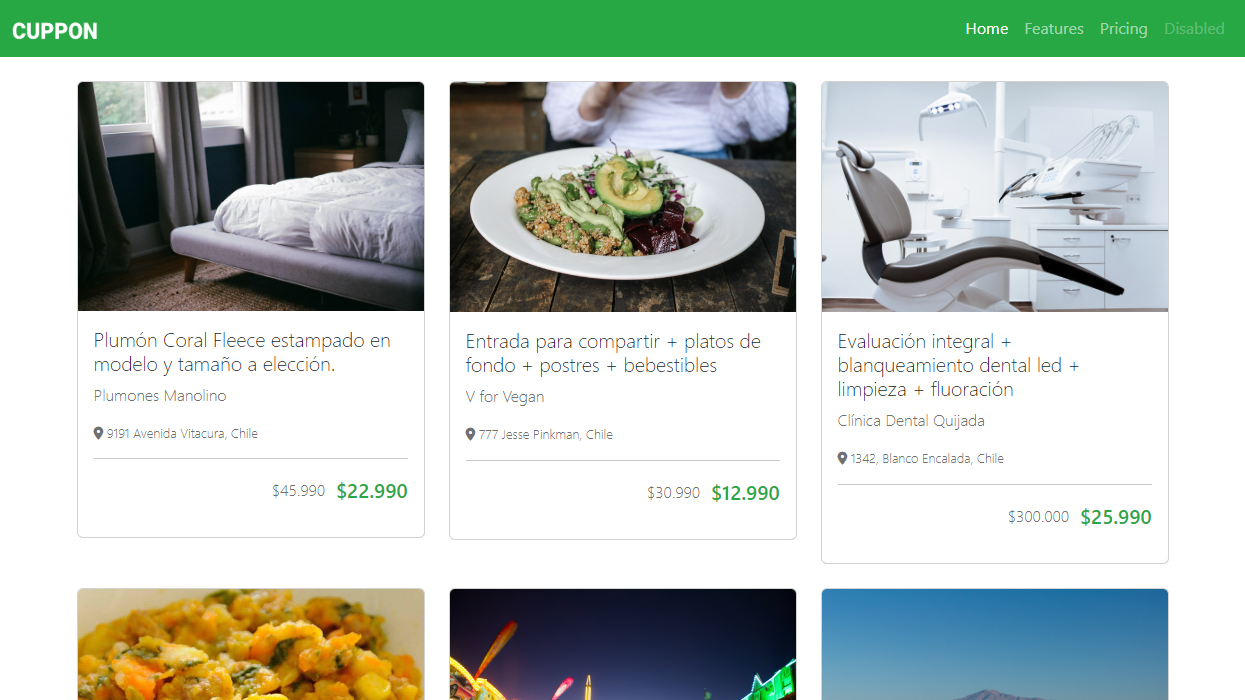 CUPPON
Home Features Pricing Disabled
Plumón Coral Fleece estampado en
modelo y tamaño a elección.
Plumones Manolino
9191 Avenida Vitacura, Chile
$45.990 $22.990
Entrada para compartir + platos de
fondo + postres + bebestibles
V for Vegan
777 Jesse Pinkman, Chile
$30.990 $12.990
Evaluación integral +
blanqueamiento dental led +
limpieza + fluoración
Clínica Dental Quijada
1342, Blanco Encalada, Chile
$300.000 $25.990